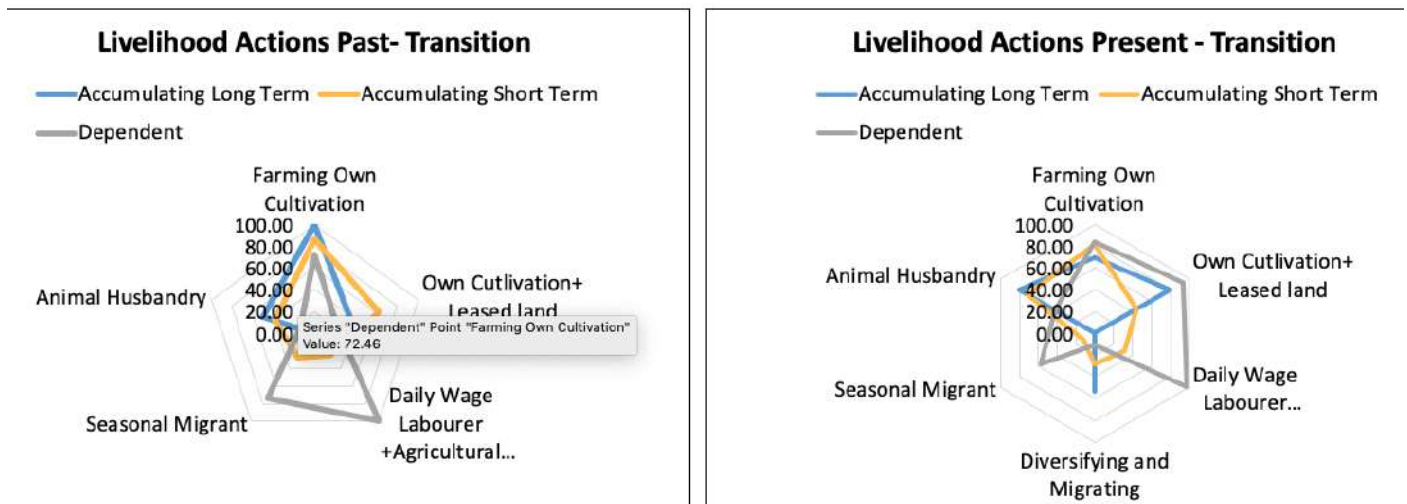 Livelihood Actions Past- Transition
Accumulating Long Term Accumulating Short Term
Dependent
Farming Own
Cultivation
100.00
80.00
60.00
40.00
20.00
0.00
Own Cutlivation+
Leased land
Animal Husbandry
Series "Dependent" Point "Farming Own Cultivation"
Value: 72.46
Daily Wage
Labourer
+Agricultural...
Seasonal Migrant
Livelihood Actions Present - Transition
Accumulating Long Term Accumulating Short Term
Dependent
Farming Own
Cultivation
100.00
80.00
60.00
40.00
20.00
0.00
Own Cutlivation+
Leased land
Animal Husbandry
Daily Wage
Labourer...
Seasonal Migrant
Diversifying and
Migrating